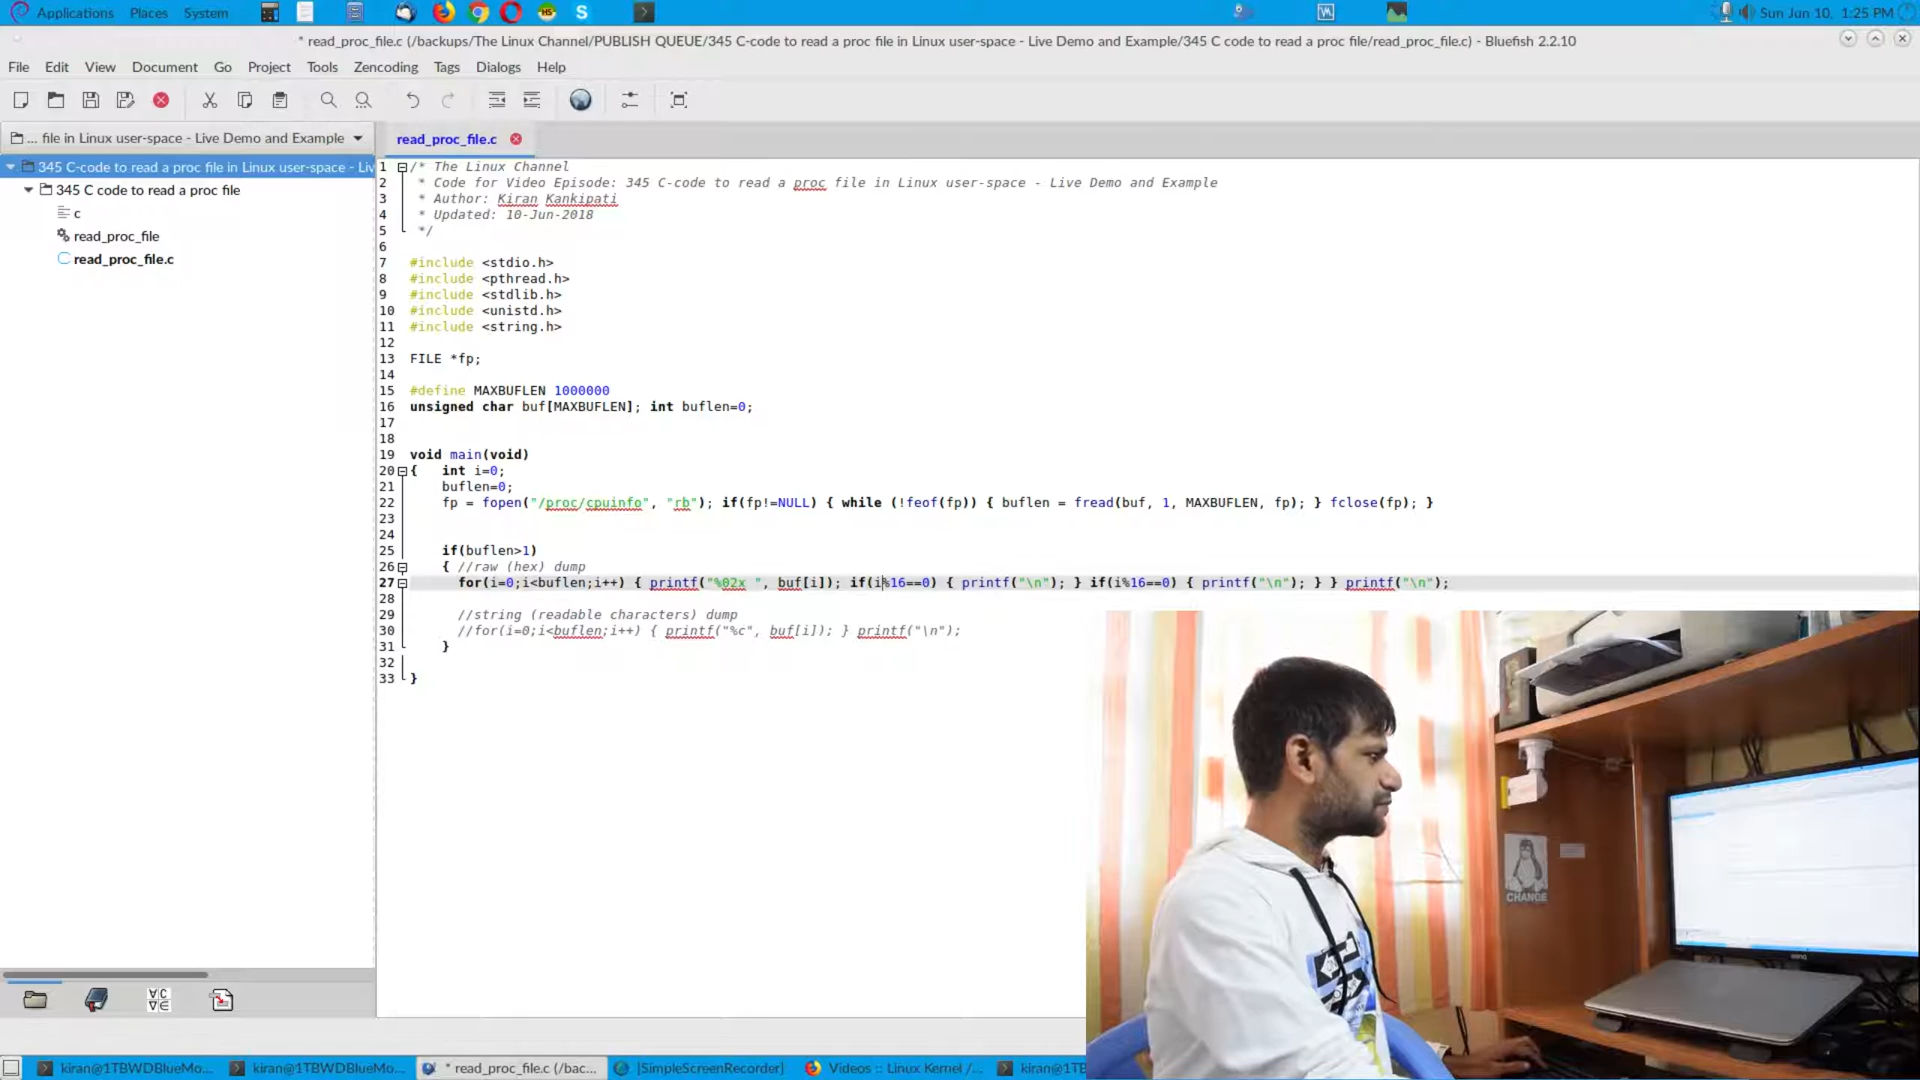 Applications Places System
Sun Jun 10, 1:25 PM
* read_proc_file.c (/backups/The Linux Channel/PUBLISH QUEUE/345 C-code to read a proc file in Linux user-space - Live Demo and Example/345 C code to read a proc file/read_proc_file.c) - Bluefish 2.2.10
File Edit View Document Go Project Tools Zencoding Tags Dialogs Help
... file in Linux user-space - Live Demo and Example
read_proc_file.c
345 C-code to read a proc file in Linux user-space - Liv
345 C code to read a proc file
c
read_proc_file
read_proc_file.c
1 /* The Linux Channel
2 * Code for Video Episode: 345 C-code to read a proc file in Linux user-space - Live Demo and Example
3 * Author: Kiran Kankipati
4 * Updated: 10-Jun-2018
5 */
6
7 #include <stdio.h>
8 #include <pthread.h>
9 #include <stdlib.h>
10 #include <unistd.h>
11 #include <string.h>
12
13 FILE *fp;
14
15 #define MAXBUFLEN 1000000
16 unsigned char buf[MAXBUFLEN]; int buflen=0;
17
18
19 void main(void)
20 { int i=0;
21 buflen=0;
22 fp = fopen("/proc/cpuinfo", "rb"); if(fp!=NULL) { while (!feof(fp)) { buflen = fread(buf, 1, MAXBUFLEN, fp); } fclose(fp); }
23
24
25 if(buflen>1)
26 { //raw (hex) dump
27 for(i=0;i<buflen;i++) { printf("%02x ", buf[i]); if(i%16==0) { printf("\n"); } if(i%16==0) { printf("\n"); } } printf("\n");
28
29 //string (readable characters) dump
30 //for(i=0;i<buflen;i++) { printf("%c", buf[i]); } printf("\n");
31 }
32
33 }
CHANGE
kiran@1TBWDBlueMo... kiran@1TBWDBlueMo... * read_proc_file.c (/bac... [SimpleScreenRecorder] Videos :: Linux Kernel /... kiran@1TB